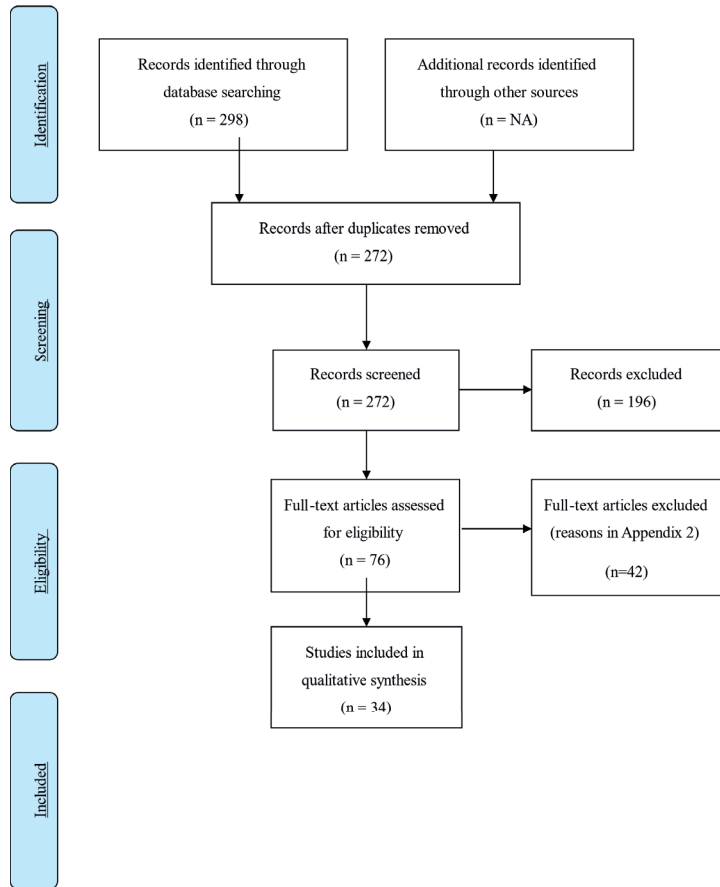 Identification
Records identified through
database searching
(n = 298)
Additional records identified
through other sources
(n = NA)
Records after duplicates removed
(n = 272)
Screening
Records screened
(n = 272)
Records excluded
(n = 196)
Eligibility
Full-text articles assessed
for eligibility
(n = 76)
Full-text articles excluded
(reasons in Appendix 2)
(n=42)
Studies included in
qualitative synthesis
(n = 34)
Included